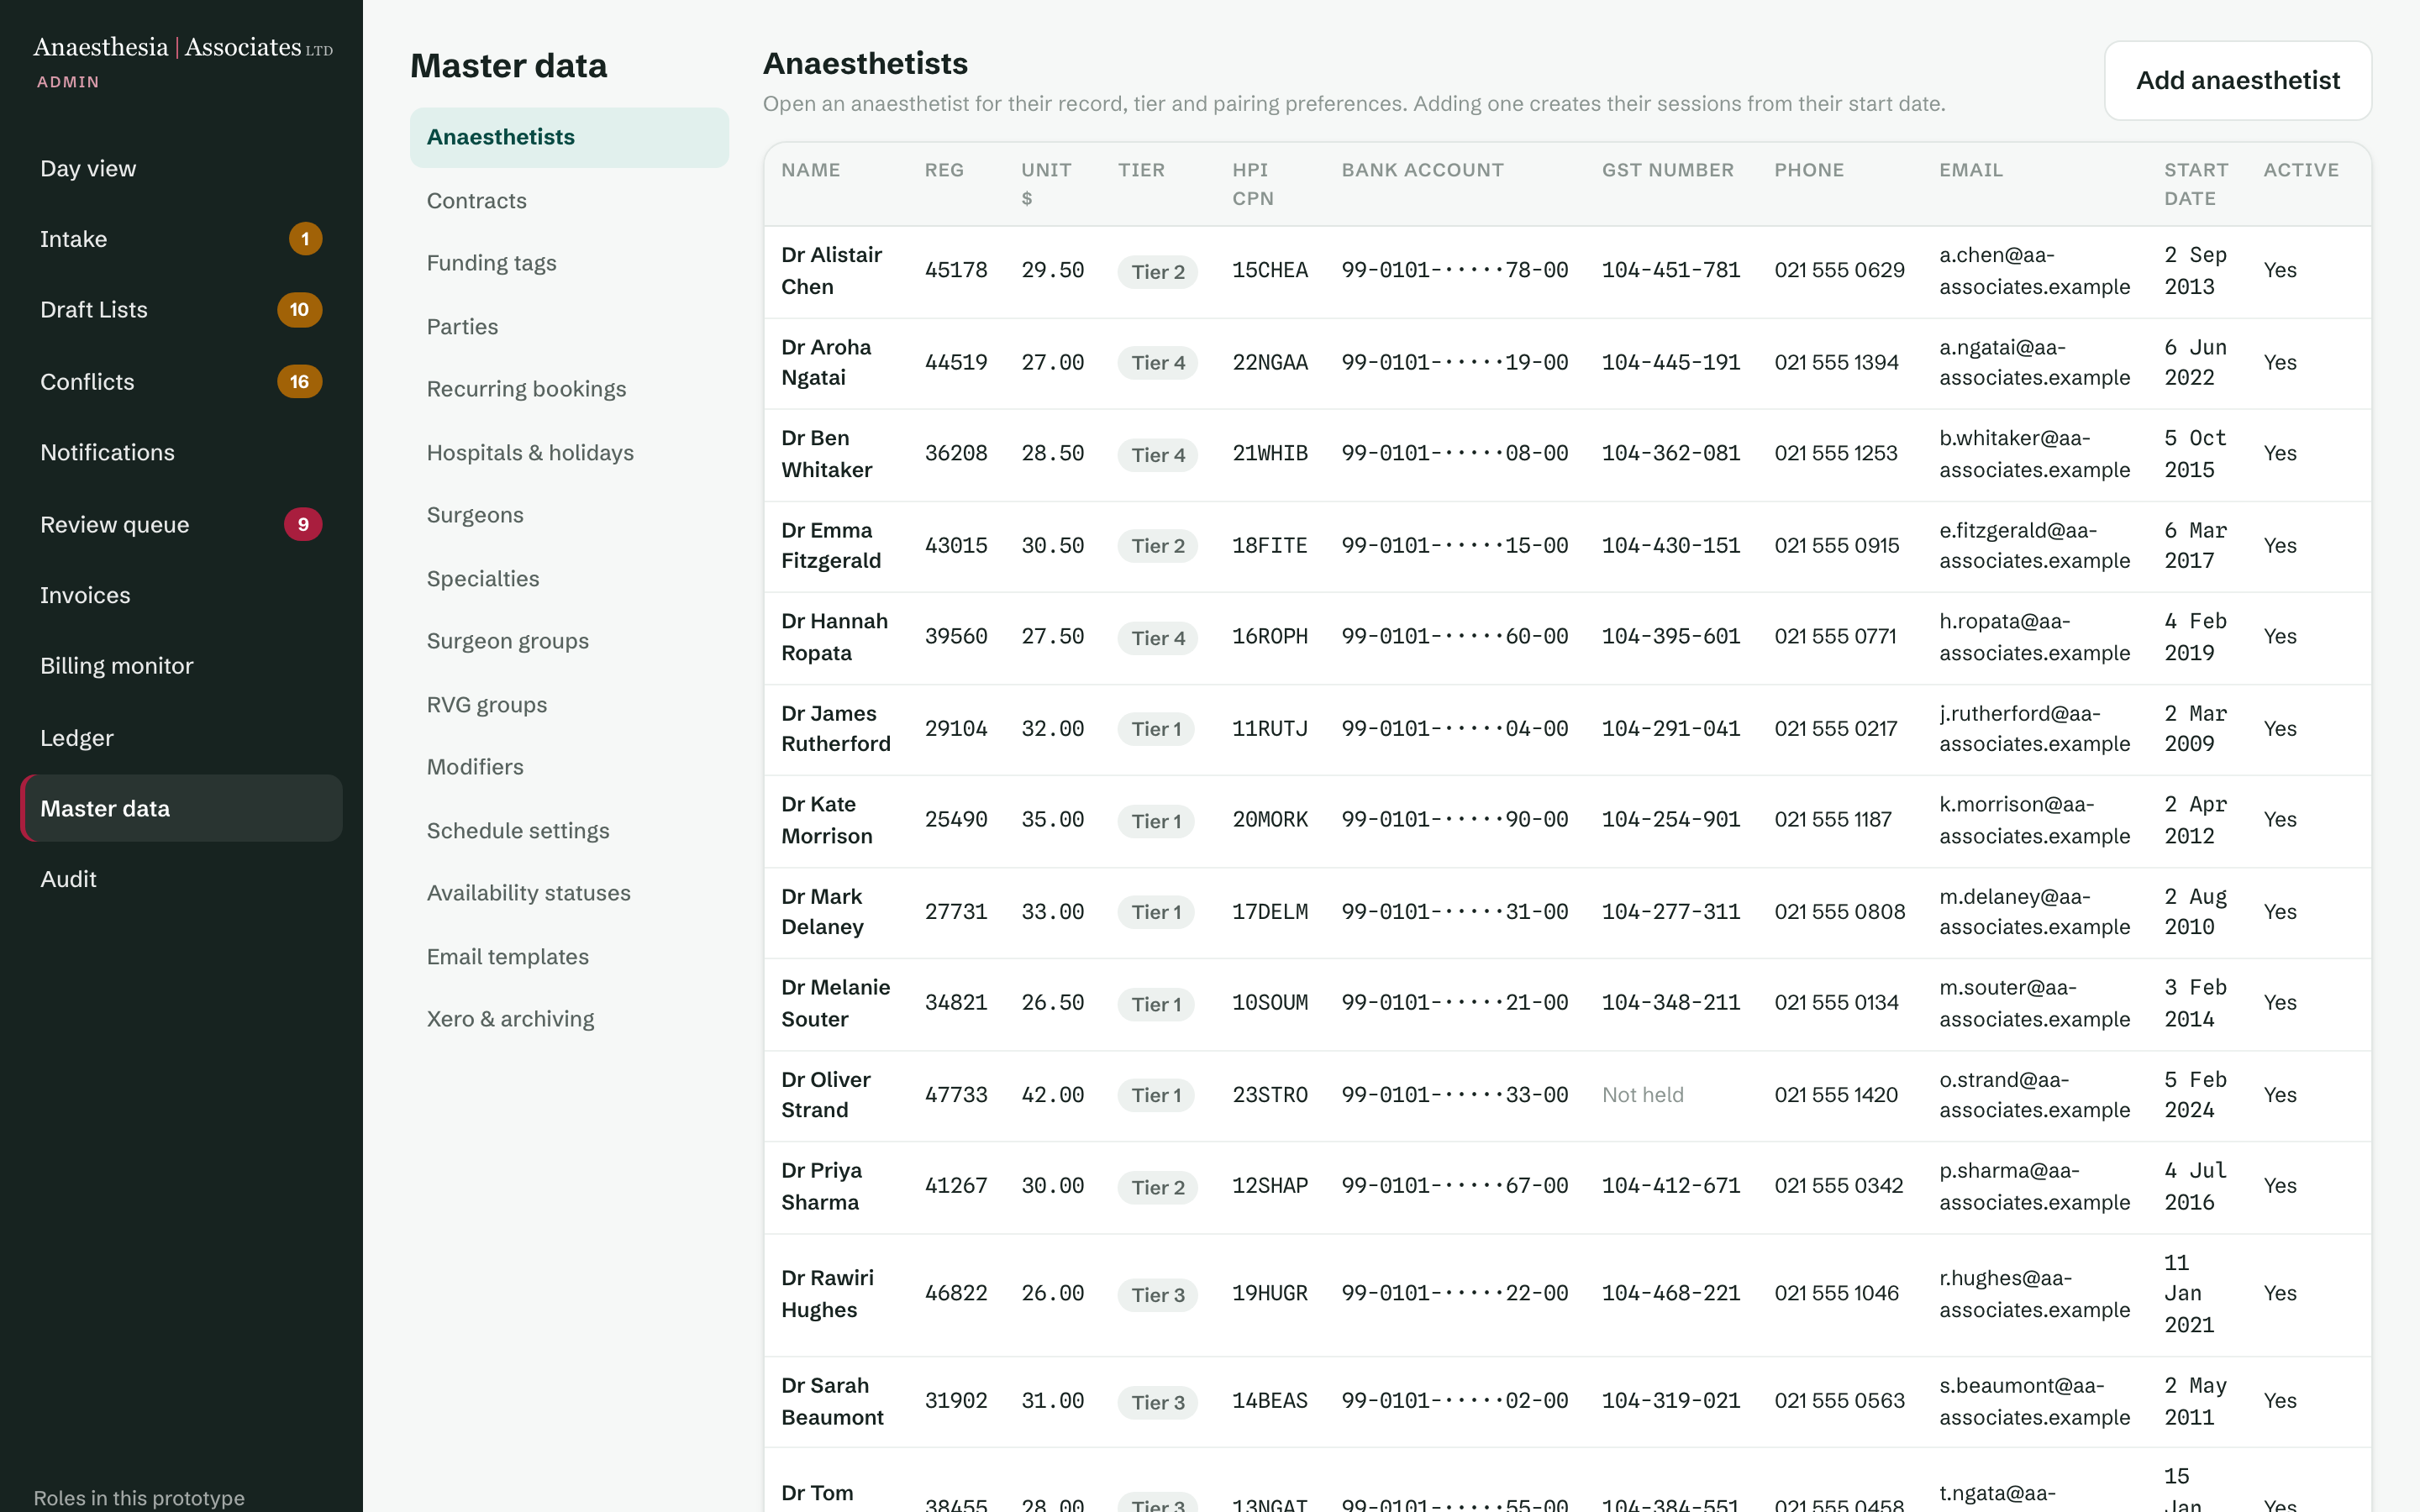 Anaesthesia | Associates LTD
ADMIN
Day view
Intake 1
Draft Lists 10
Conflicts 16
Notifications
Review queue 9
Invoices
Billing monitor
Ledger
Master data
Audit
Roles in this prototype
Master data
Anaesthetists
Contracts
Funding tags
Parties
Recurring bookings
Hospitals & holidays
Surgeons
Specialties
Surgeon groups
RVG groups
Modifiers
Schedule settings
Availability statuses
Email templates
Xero & archiving
Anaesthetists
Open an anaesthetist for their record, tier and pairing preferences. Adding one creates their sessions from their start date.
Add anaesthetist
NAME REG UNIT $ TIER HPI CPN BANK ACCOUNT GST NUMBER PHONE EMAIL START DATE ACTIVE
Dr Alistair Chen 45178 29.50 Tier 2 15CHEA 99-0101-·····78-00 104-451-781 021 555 0629 a.chen@aa-associates.example 2 Sep 2013 Yes
Dr Aroha Ngatai 44519 27.00 Tier 4 22NGAA 99-0101-·····19-00 104-445-191 021 555 1394 a.ngatai@aa-associates.example 6 Jun 2022 Yes
Dr Ben Whitaker 36208 28.50 Tier 4 21WHIB 99-0101-·····08-00 104-362-081 021 555 1253 b.whitaker@aa-associates.example 5 Oct 2015 Yes
Dr Emma Fitzgerald 43015 30.50 Tier 2 18FITE 99-0101-·····15-00 104-430-151 021 555 0915 e.fitzgerald@aa-associates.example 6 Mar 2017 Yes
Dr Hannah Ropata 39560 27.50 Tier 4 16ROPH 99-0101-·····60-00 104-395-601 021 555 0771 h.ropata@aa-associates.example 4 Feb 2019 Yes
Dr James Rutherford 29104 32.00 Tier 1 11RUTJ 99-0101-·····04-00 104-291-041 021 555 0217 j.rutherford@aa-associates.example 2 Mar 2009 Yes
Dr Kate Morrison 25490 35.00 Tier 1 20MORK 99-0101-·····90-00 104-254-901 021 555 1187 k.morrison@aa-associates.example 2 Apr 2012 Yes
Dr Mark Delaney 27731 33.00 Tier 1 17DELM 99-0101-·····31-00 104-277-311 021 555 0808 m.delaney@aa-associates.example 2 Aug 2010 Yes
Dr Melanie Souter 34821 26.50 Tier 1 10SOUM 99-0101-·····21-00 104-348-211 021 555 0134 m.souter@aa-associates.example 3 Feb 2014 Yes
Dr Oliver Strand 47733 42.00 Tier 1 23STRO 99-0101-·····33-00 Not held 021 555 1420 o.strand@aa-associates.example 5 Feb 2024 Yes
Dr Priya Sharma 41267 30.00 Tier 2 12SHAP 99-0101-·····67-00 104-412-671 021 555 0342 p.sharma@aa-associates.example 4 Jul 2016 Yes
Dr Rawiri Hughes 46822 26.00 Tier 3 19HUGR 99-0101-·····22-00 104-468-221 021 555 1046 r.hughes@aa-associates.example 11 Jan 2021 Yes
Dr Sarah Beaumont 31902 31.00 Tier 3 14BEAS 99-0101-·····02-00 104-319-021 021 555 0563 s.beaumont@aa-associates.example 2 May 2011 Yes
Dr Tom 38455 28.00 Tier 3 13NGAT 99-0101-·····55-00 104-384-551 021 555 0458 t.ngata@aa- 15 Jan Yes